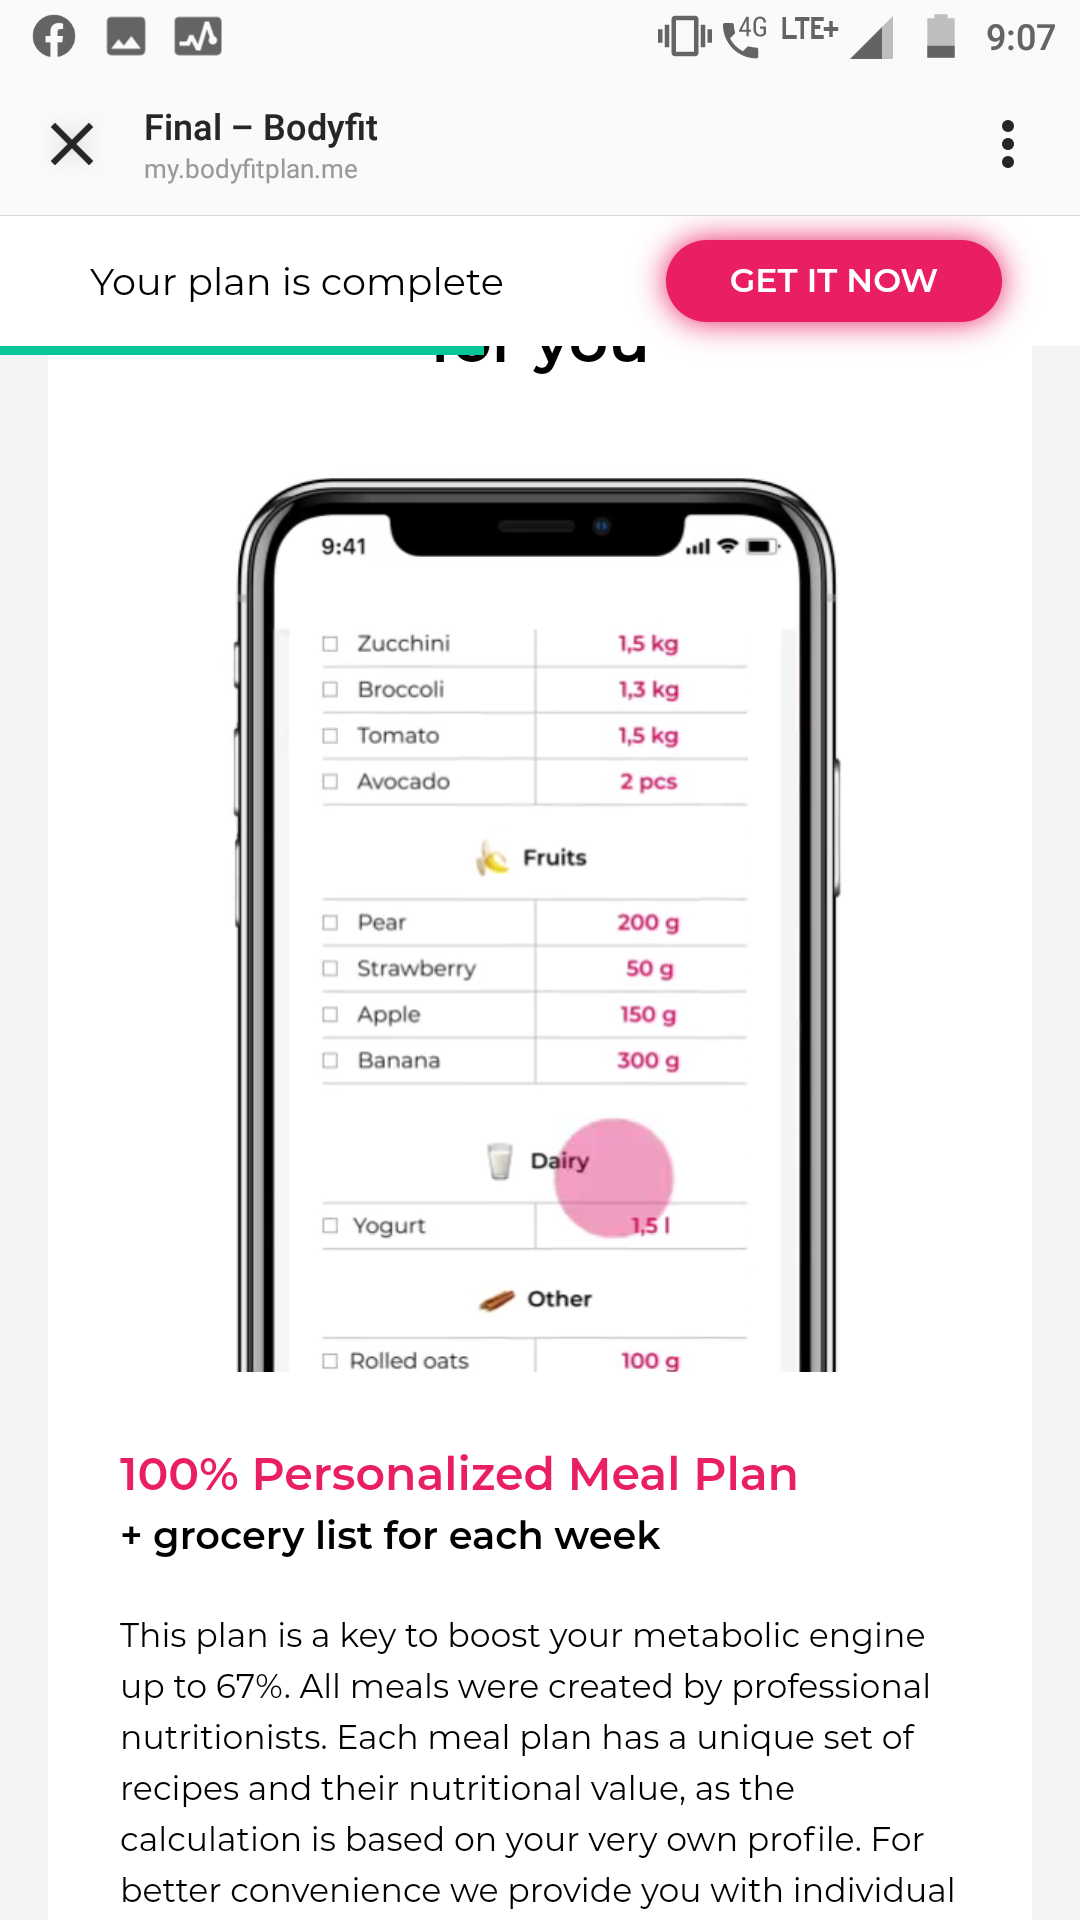 4G LTE+ 9:07
Final – Bodyfit
my.bodyfitplan.me
Your plan is complete
GET IT NOW
for you
9:41
Zucchini 1,5 kg
Broccoli 1,3 kg
Tomato 1,5 kg
Avocado 2 pcs
Fruits
Pear 200 g
Strawberry 50 g
Apple 150 g
Banana 300 g
Dairy
Yogurt 1,5 l
Other
Rolled oats 100 g
100% Personalized Meal Plan
+ grocery list for each week
This plan is a key to boost your metabolic engine
up to 67%. All meals were created by professional
nutritionists. Each meal plan has a unique set of
recipes and their nutritional value, as the
calculation is based on your very own profile. For
better convenience we provide you with individual